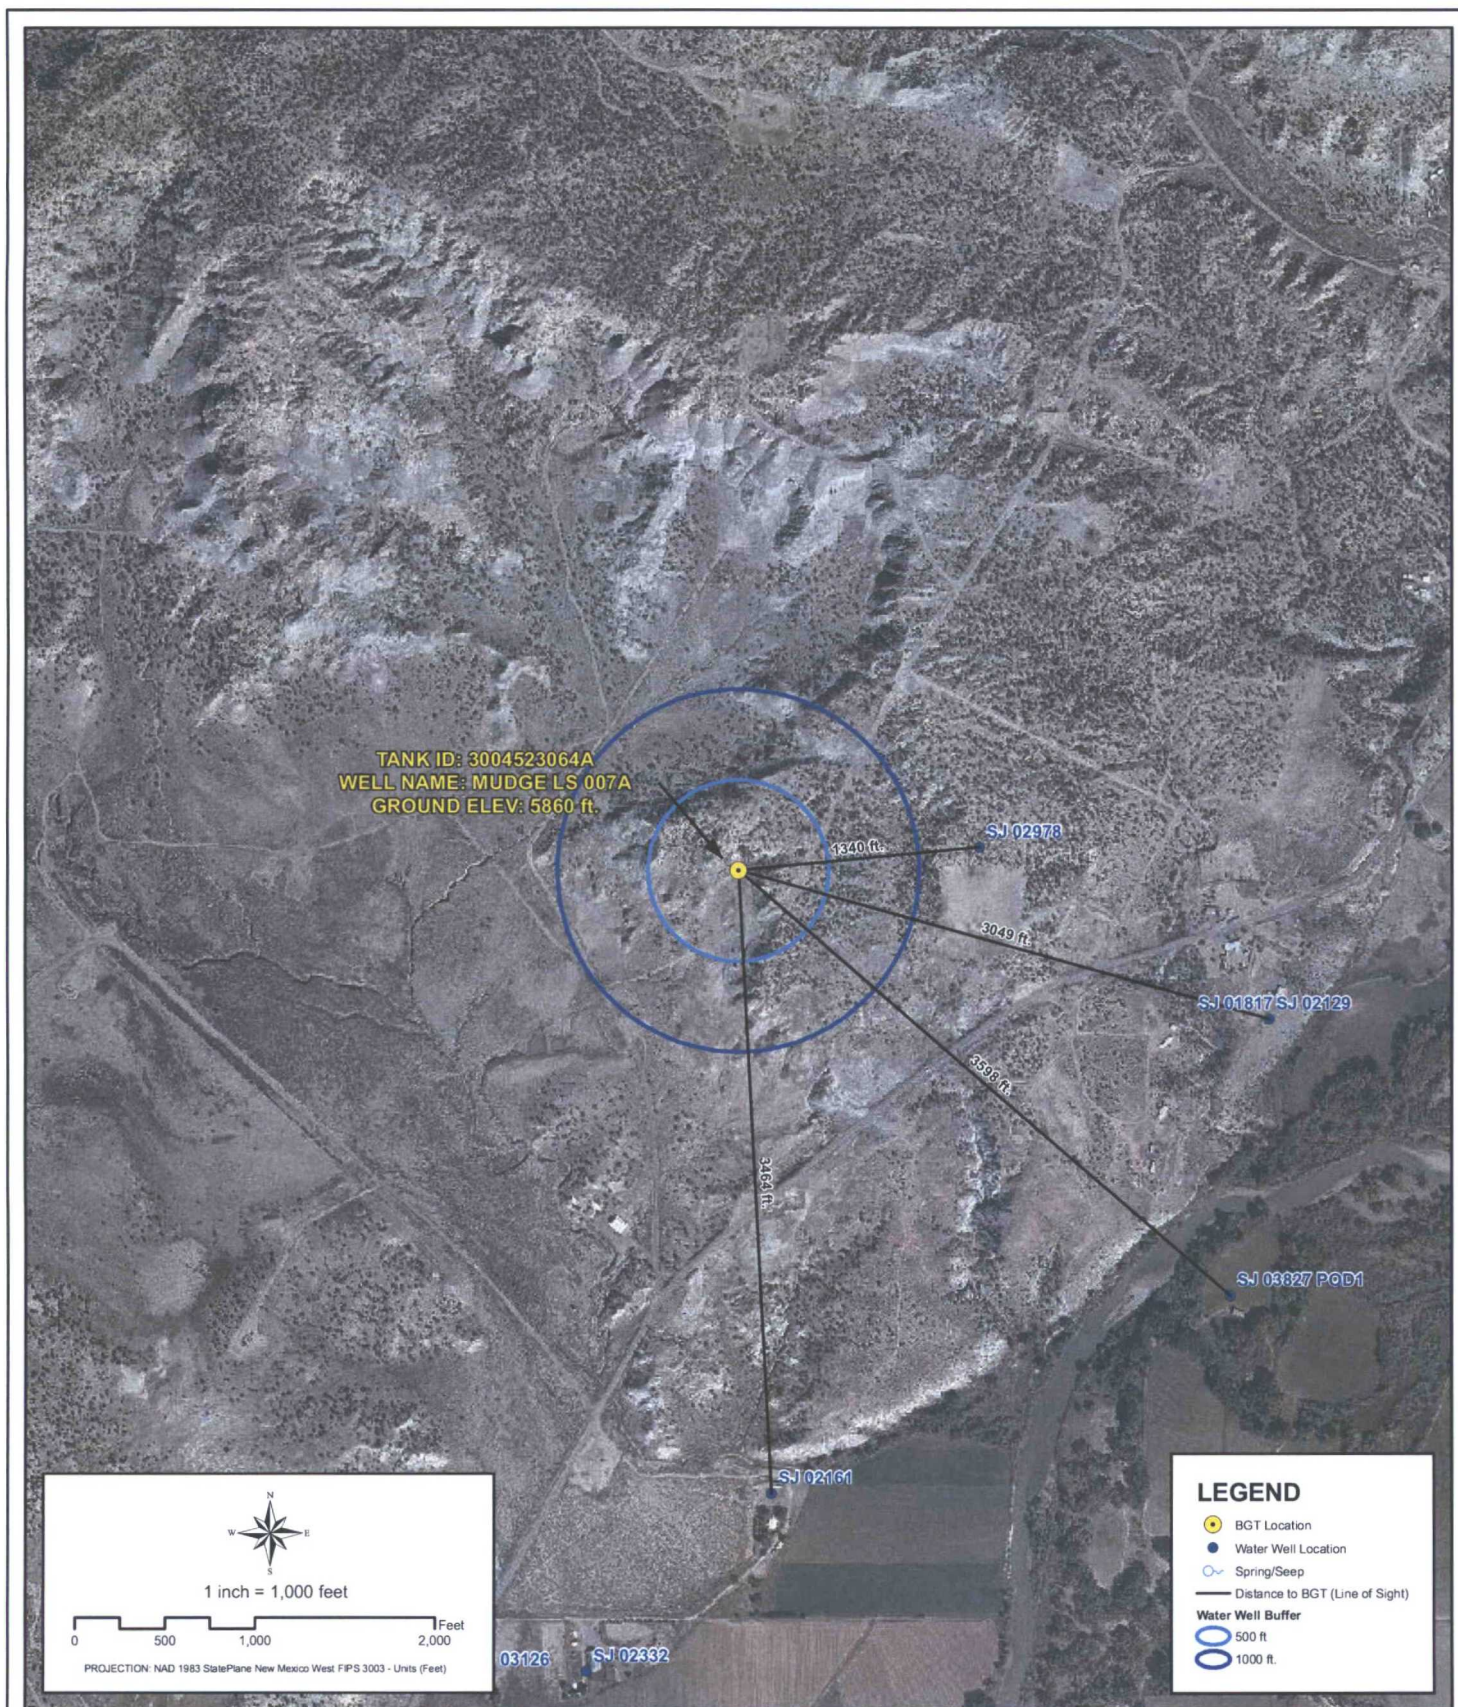 TANK ID: 3004523064A
WELL NAME: MUDGE LS 007A
GROUND ELEV: 5860 ft.
SJ 02978
1340 ft.
3049 ft.
SJ 01817 SJ 02129
3598 ft.
3464 ft.
SJ 03827 POD1
SJ 02161
03126
SJ 02332
N
W E
S
1 inch = 1,000 feet
Feet
0 500 1,000 2,000
PROJECTION: NAD 1983 StatePlane New Mexico West FIPS 3003 - Units (Feet)
LEGEND
BGT Location
Water Well Location
Spring/Seep
Distance to BGT (Line of Sight)
Water Well Buffer
500 ft
1000 ft.